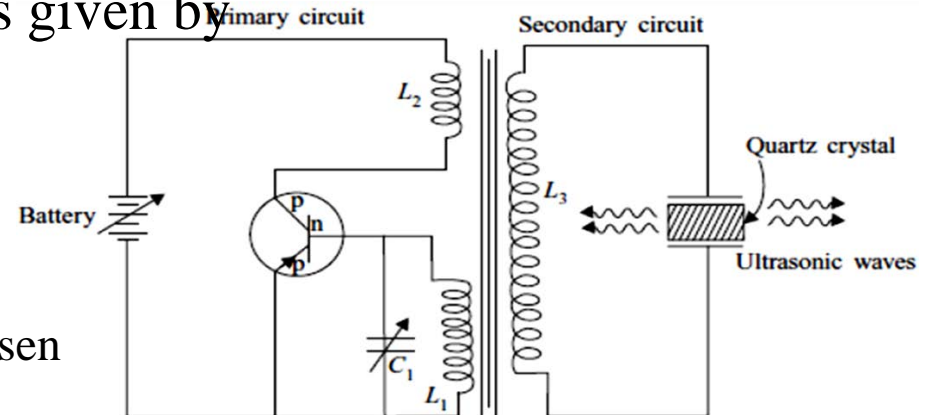 s given by
Primary circuit
Secondary circuit
L2
Quartz crystal
p
L3
Battery
n
p
Ultrasonic waves
sen
C1
L1